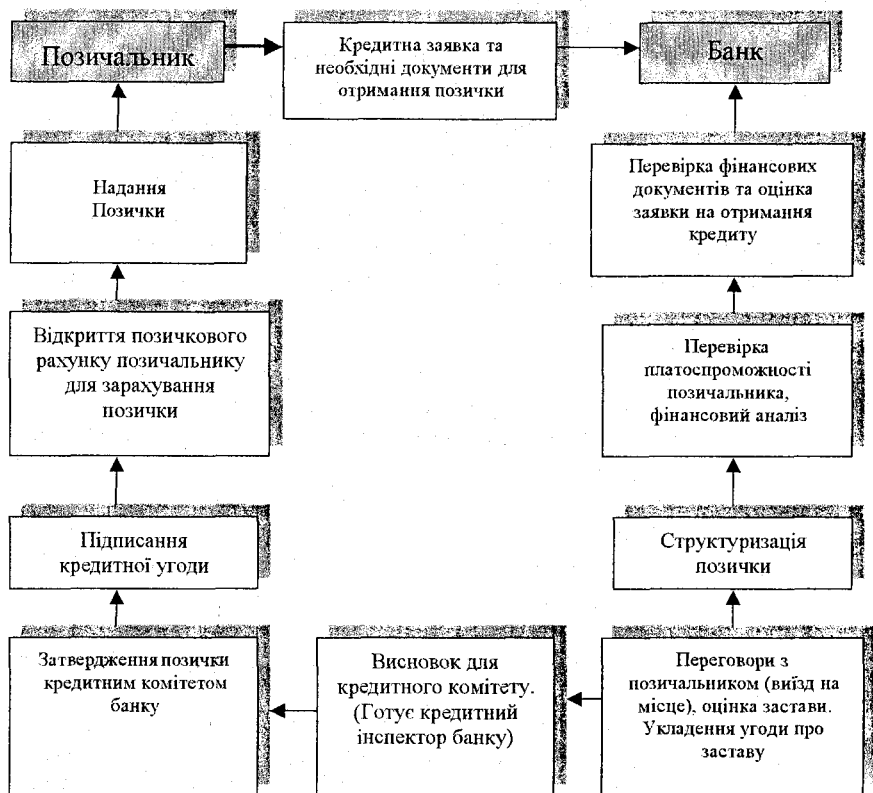 Позичальник
Кредитна заявка та
необхідні документи для
отримання позички
Банк
Надання
Позички
Перевірка фінансових
документів та оцінка
заявки на отримання
кредиту
Відкриття позичкового
рахунку позичальнику
для зарахування
позички
Перевірка
платоспроможності
позичальника,
фінансовий аналіз
Підписання
кредитної угоди
Структуризація
позички
Затвердження позички
кредитним комітетом
банку
Висновок для
кредитного комітету.
(Готує кредитний
інспектор банку)
Переговори з
позичальником (виїзд на
місце), оцінка застави.
Укладення угоди про
заставу